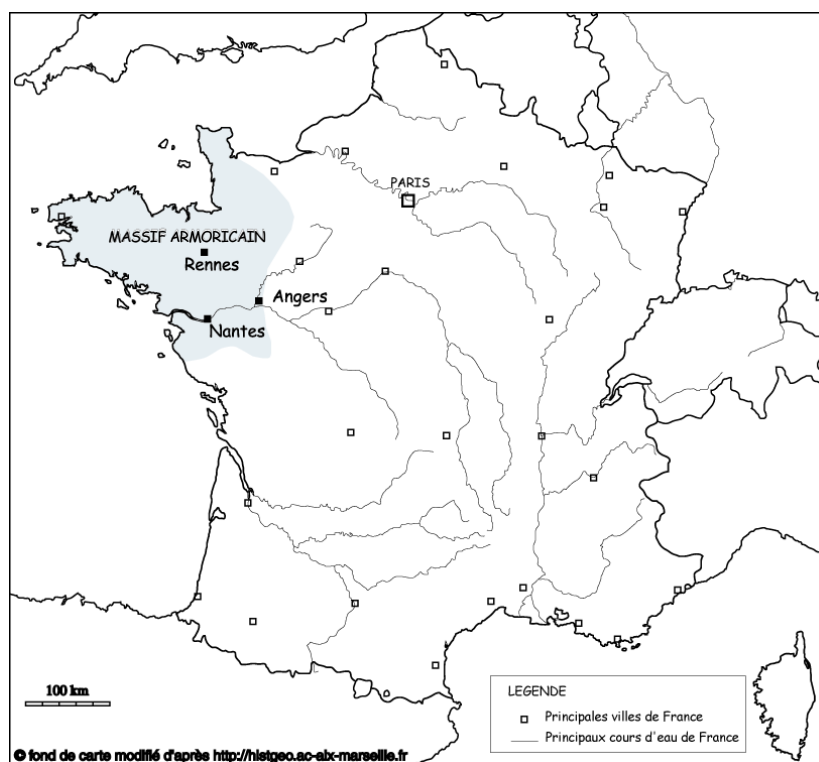 PARIS
MASSIF ARMORICAIN
Rennes
Angers
Nantes
100 km
LEGENDE
Principales villes de France
Principaux cours d'eau de France
© fond de carte modifié d'après http://histgeo.ac-aix-marseille.fr